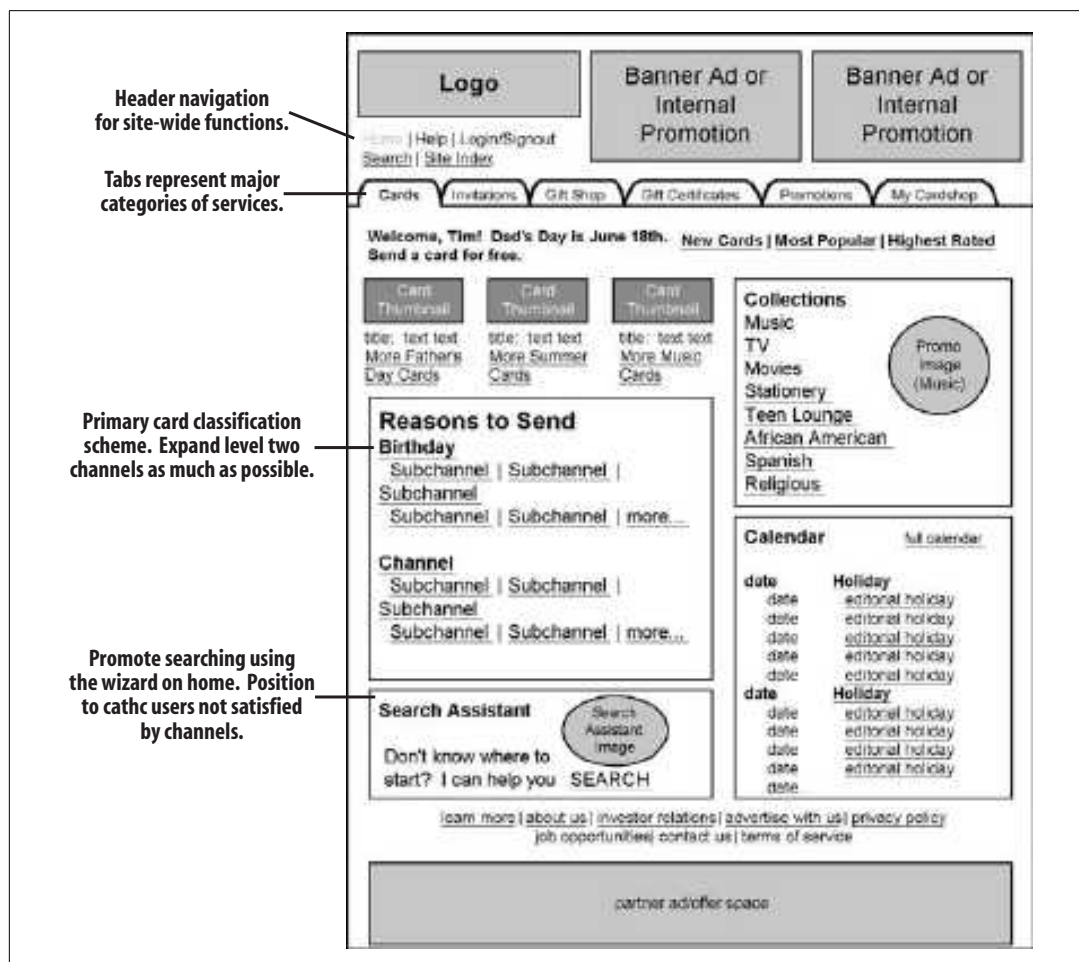 Header navigation
for site-wide functions.
Tabs represent major
categories of services.
Primary card classification
scheme. Expand level two
channels as much as possible.
Promote searching using
the wizard on home. Position
to cathc users not satisfied
by channels.
Logo
Banner Ad or
Internal
Promotion
Banner Ad or
Internal
Promotion
Home | Help | Login/Signout
Search | Site Index
Cards Invitations Gift Shop Gift Certificates Promotions My Cardshop
Welcome, Tim! Dad's Day is June 18th.
Send a card for free.
New Cards | Most Popular | Highest Rated
Card
Thumbnail
title: text text
More Father's
Day Cards
Card
Thumbnail
title: text text
More Summer
Cards
Card
Thumbnail
title: text text
More Music
Cards
Reasons to Send
Birthday
Subchannel | Subchannel |
Subchannel
Subchannel | Subchannel | more...
Channel
Subchannel | Subchannel |
Subchannel
Subchannel | Subchannel | more...
Search Assistant
Don't know where to
start? I can help you SEARCH
Search
Assistant
Image
Collections
Music
TV
Movies
Stationery
Teen Lounge
African American
Spanish
Religious
Promo
Image
(Music)
Calendar full calendar
date Holiday
date editorial holiday
date editorial holiday
date editorial holiday
date editorial holiday
date editorial holiday
date Holiday
date editorial holiday
date editorial holiday
date editorial holiday
date editorial holiday
date
learn more | about us | investor relations | advertise with us | privacy policy
job opportunities | contact us | terms of service
partner ad/offer space